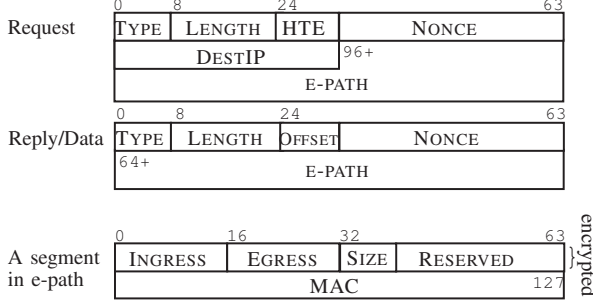 0 8 24 63
Request TYPE LENGTH HTE NONCE
DESTIP 96+
E-PATH
0 8 24 63
Reply/Data TYPE LENGTH OFFSET NONCE
64+
E-PATH
0 16 32 63
A segment in e-path INGRESS EGRESS SIZE RESERVED
MAC 127
} encrypted